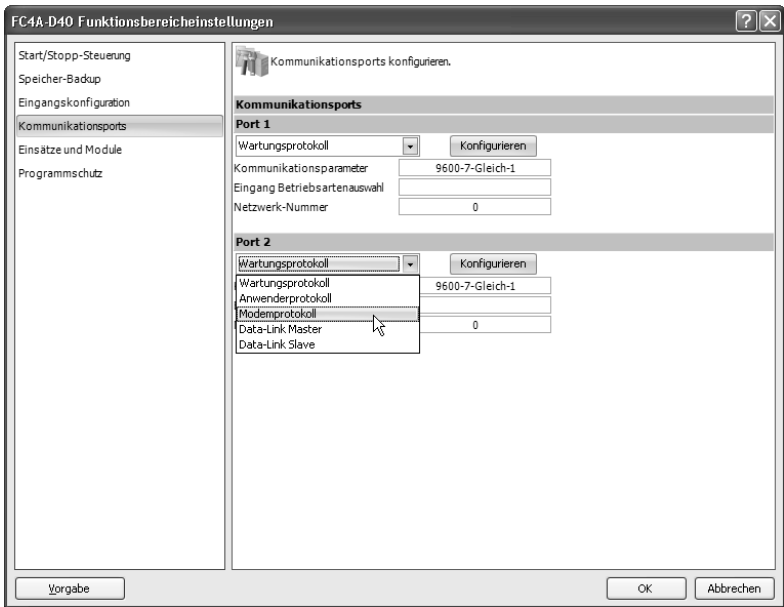 FC4A-D40 Funktionsbereicheinstellungen
Start/Stopp-Steuerung
Speicher-Backup
Eingangskonfiguration
Kommunikationsports
Einsätze und Module
Programmschutz
Kommunikationsports konfigurieren.
Kommunikationsports
Port 1
Wartungsprotokoll Konfigurieren
Kommunikationsparameter 9600-7-Gleich-1
Eingang Betriebsartenauswahl
Netzwerk-Nummer 0
Port 2
Wartungsprotokoll Konfigurieren
Wartungsprotokoll 9600-7-Gleich-1
Anwenderprotokoll
Modemprotokoll 0
Data-Link Master
Data-Link Slave
Vorgabe OK Abbrechen